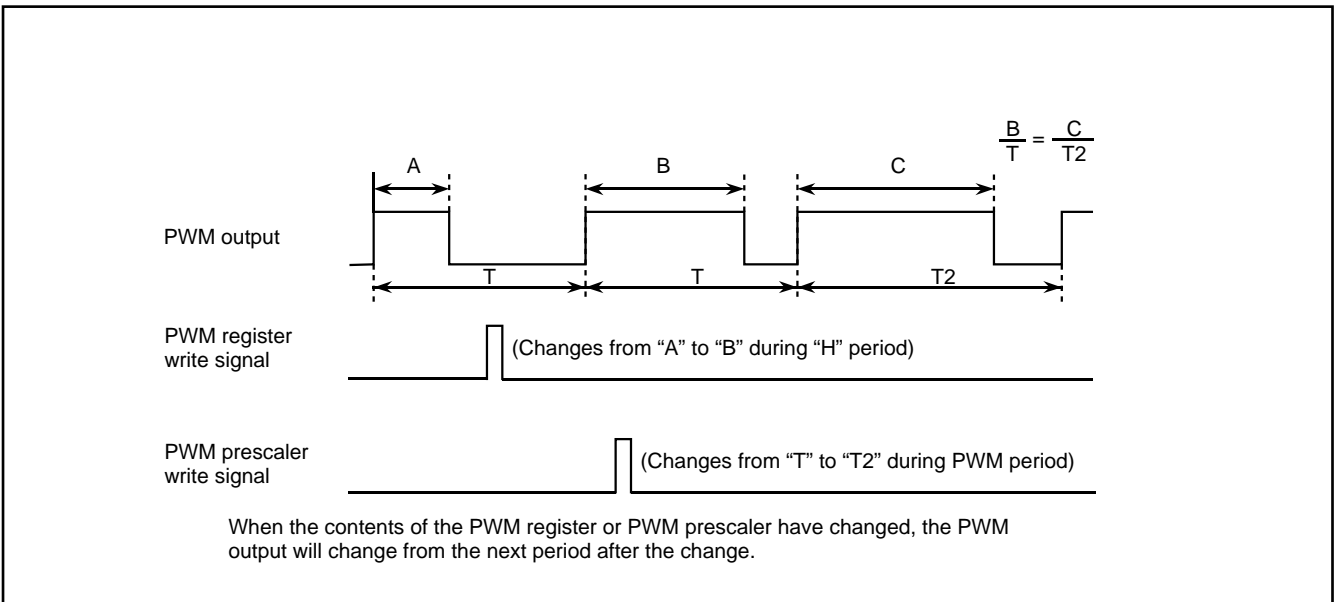 B/T = C/T2
A
B
C
PWM output
T
T
T2
PWM register
write signal
(Changes from “A” to “B” during “H” period)
PWM prescaler
write signal
(Changes from “T” to “T2” during PWM period)
When the contents of the PWM register or PWM prescaler have changed, the PWM
output will change from the next period after the change.